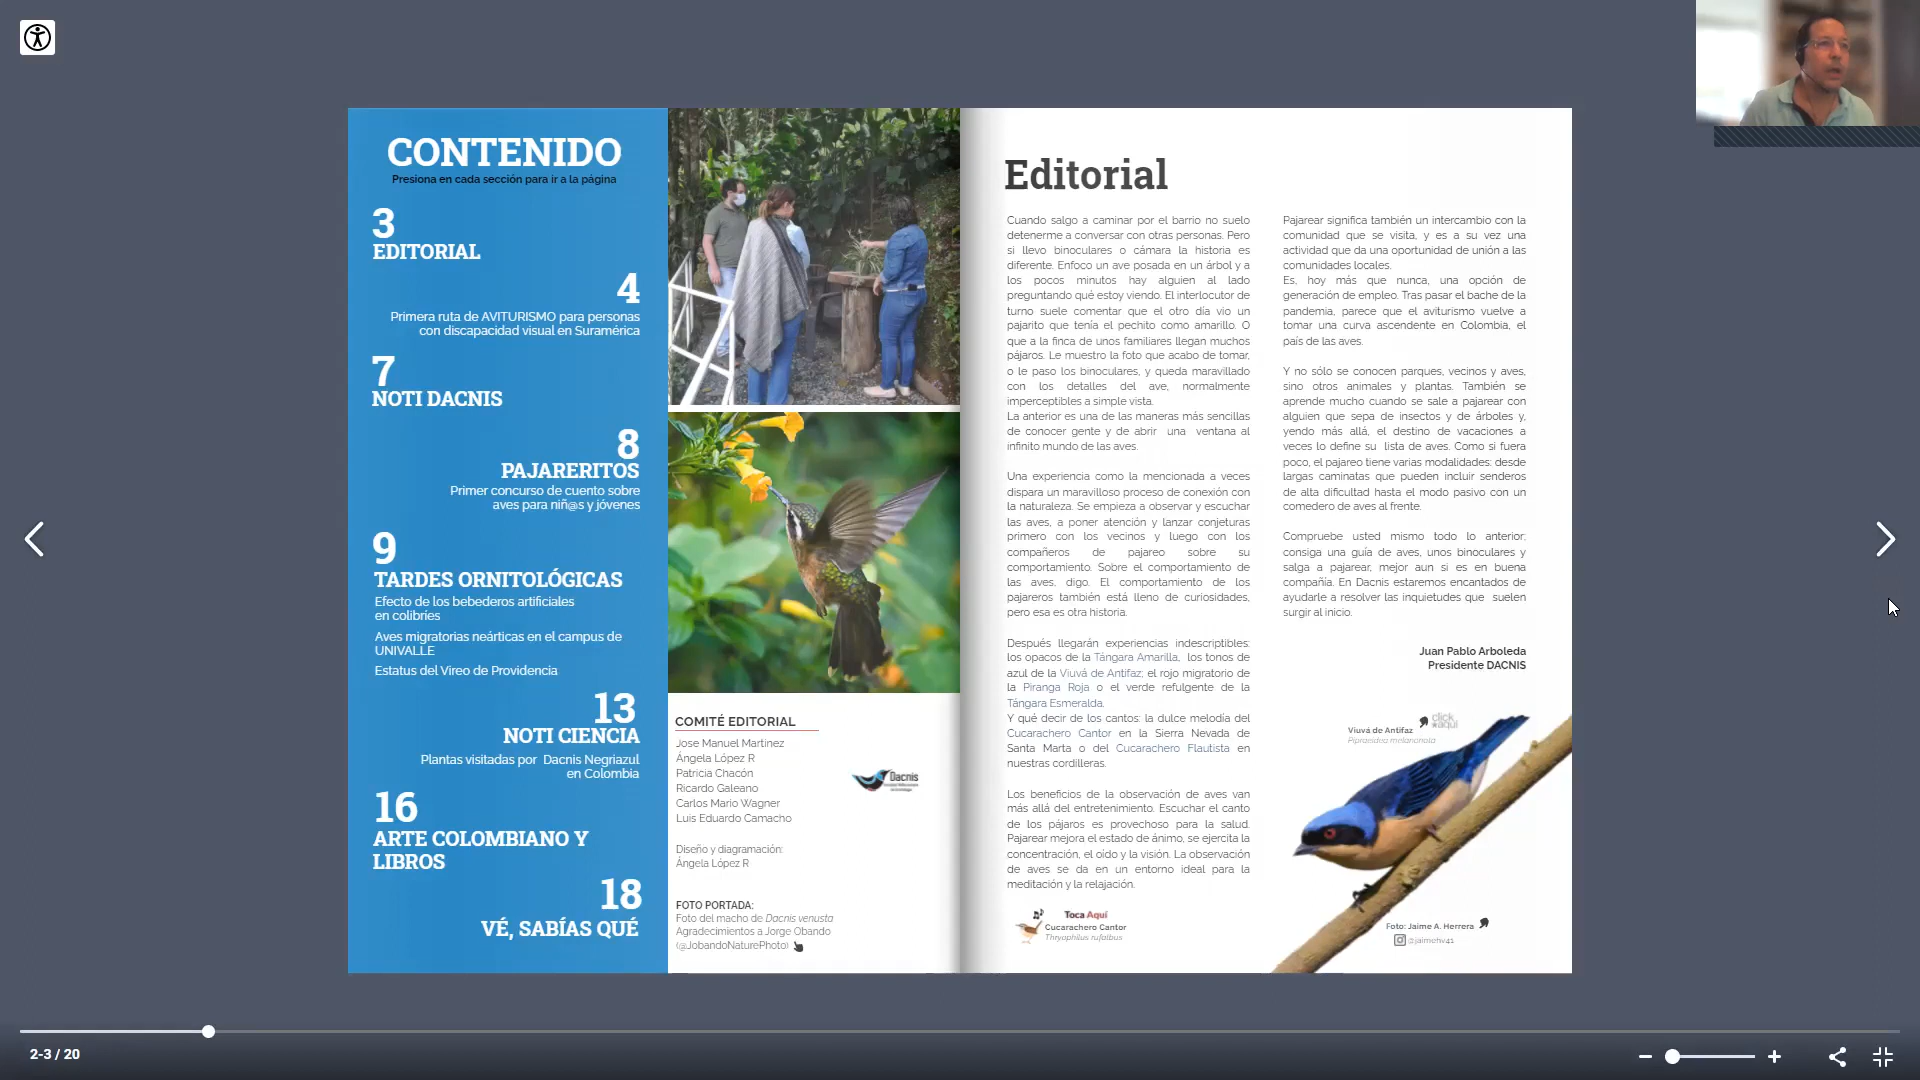 CONTENIDO
Presiona en cada sección para ir a la página
3
EDITORIAL
4
Primera ruta de AVITURISMO para personas
con discapacidad visual en Suramérica
7
NOTI DACNIS
8
PAJARERITOS
Primer concurso de cuento sobre
aves para niñ@s y jóvenes
9
TARDES ORNITOLÓGICAS
Efecto de los bebederos artificiales
en colibries
Aves migratorias neárticas en el campus de
UNIVALLE
Estatus del Vireo de Providencia
13
NOTI CIENCIA
Plantas visitadas por Dacnis Negriazul
en Colombia
16
ARTE COLOMBIANO Y
LIBROS
18
VÉ, SABÍAS QUÉ
COMITÉ EDITORIAL
Jose Manuel Martinez
Ángela López R
Patricia Chacón
Ricardo Galeano
Carlos Mario Wagner
Luis Eduardo Camacho
Dacnis
Diseño y diagramación:
Ángela López R
FOTO PORTADA:
Foto del macho de Dacnis venusta
Agradecimientos a Jorge Obando
(@JobandoNaturePhoto)
Editorial
Cuando salgo a caminar por el barrio no suelo
detenerme a conversar con otras personas. Pero
si llevo binoculares o cámara la historia es
diferente. Enfoco un ave posada en un árbol y a
los pocos minutos hay alguien al lado
preguntando qué estoy viendo. El interlocutor de
turno suele comentar que el otro día vio un
pajarito que tenía el pechito como amarillo. O
que a la finca de unos familiares llegan muchos
pájaros. Le muestro la foto que acabo de tomar,
o le paso los binoculares, y queda maravillado
con los detalles del ave, normalmente
imperceptibles a simple vista.
La anterior es una de las maneras más sencillas
de conocer gente y de abrir una ventana al
infinito mundo de las aves.
Una experiencia como la mencionada a veces
dispara un maravilloso proceso de conexión con
la naturaleza. Se empieza a observar y escuchar
las aves, a poner atención y lanzar conjeturas
primero con los vecinos y luego con los
compañeros de pajareo sobre su
comportamiento. Sobre el comportamiento de
las aves, digo. El comportamiento de los
pajareros también está lleno de curiosidades,
pero esa es otra historia.
Después llegarán experiencias indescriptibles:
los opacos de la Tángara Amarilla, los tonos de
azul de la Viuvá de Antifaz; el rojo migratorio de
la Piranga Roja o el verde refulgente de la
Tángara Esmeralda.
Y qué decir de los cantos: la dulce melodía del
Cucarachero Cantor en la Sierra Nevada de
Santa Marta o del Cucarachero Flautista en
nuestras cordilleras.
Los beneficios de la observación de aves van
más allá del entretenimiento. Escuchar el canto
de los pájaros es provechoso para la salud.
Pajarear mejora el estado de ánimo, se ejercita la
concentración, el oído y la visión. La observación
de aves se da en un entorno ideal para la
meditación y la relajación.
Toca Aquí
Cucarachero Cantor
Thryophilus rufalbus
Pajarear significa también un intercambio con la
comunidad que se visita, y es a su vez una
actividad que da una oportunidad de unión a las
comunidades locales.
Es, hoy más que nunca, una opción de
generación de empleo. Tras pasar el bache de la
pandemia, parece que el aviturismo vuelve a
tomar una curva ascendente en Colombia, el
país de las aves.
Y no sólo se conocen parques, vecinos y aves,
sino otros animales y plantas. También se
aprende mucho cuando se sale a pajarear con
alguien que sepa de insectos y de árboles y,
yendo más allá, el destino de vacaciones a
veces lo define su lista de aves. Como si fuera
poco, el pajareo tiene varias modalidades: desde
largas caminatas que pueden incluir senderos
de alta dificultad hasta el modo pasivo con un
comedero de aves al frente.
Compruebe usted mismo todo lo anterior:
consiga una guía de aves, unos binoculares y
salga a pajarear, mejor aun si es en buena
compañía. En Dacnis estaremos encantados de
ayudarle a resolver las inquietudes que suelen
surgir al inicio.
Juan Pablo Arboleda
Presidente DACNIS
click
aquí
Viuvá de Antifaz
Pipraeidea melanonota
Foto: Jaime A. Herrera
@jaimehv41
2-3 / 20